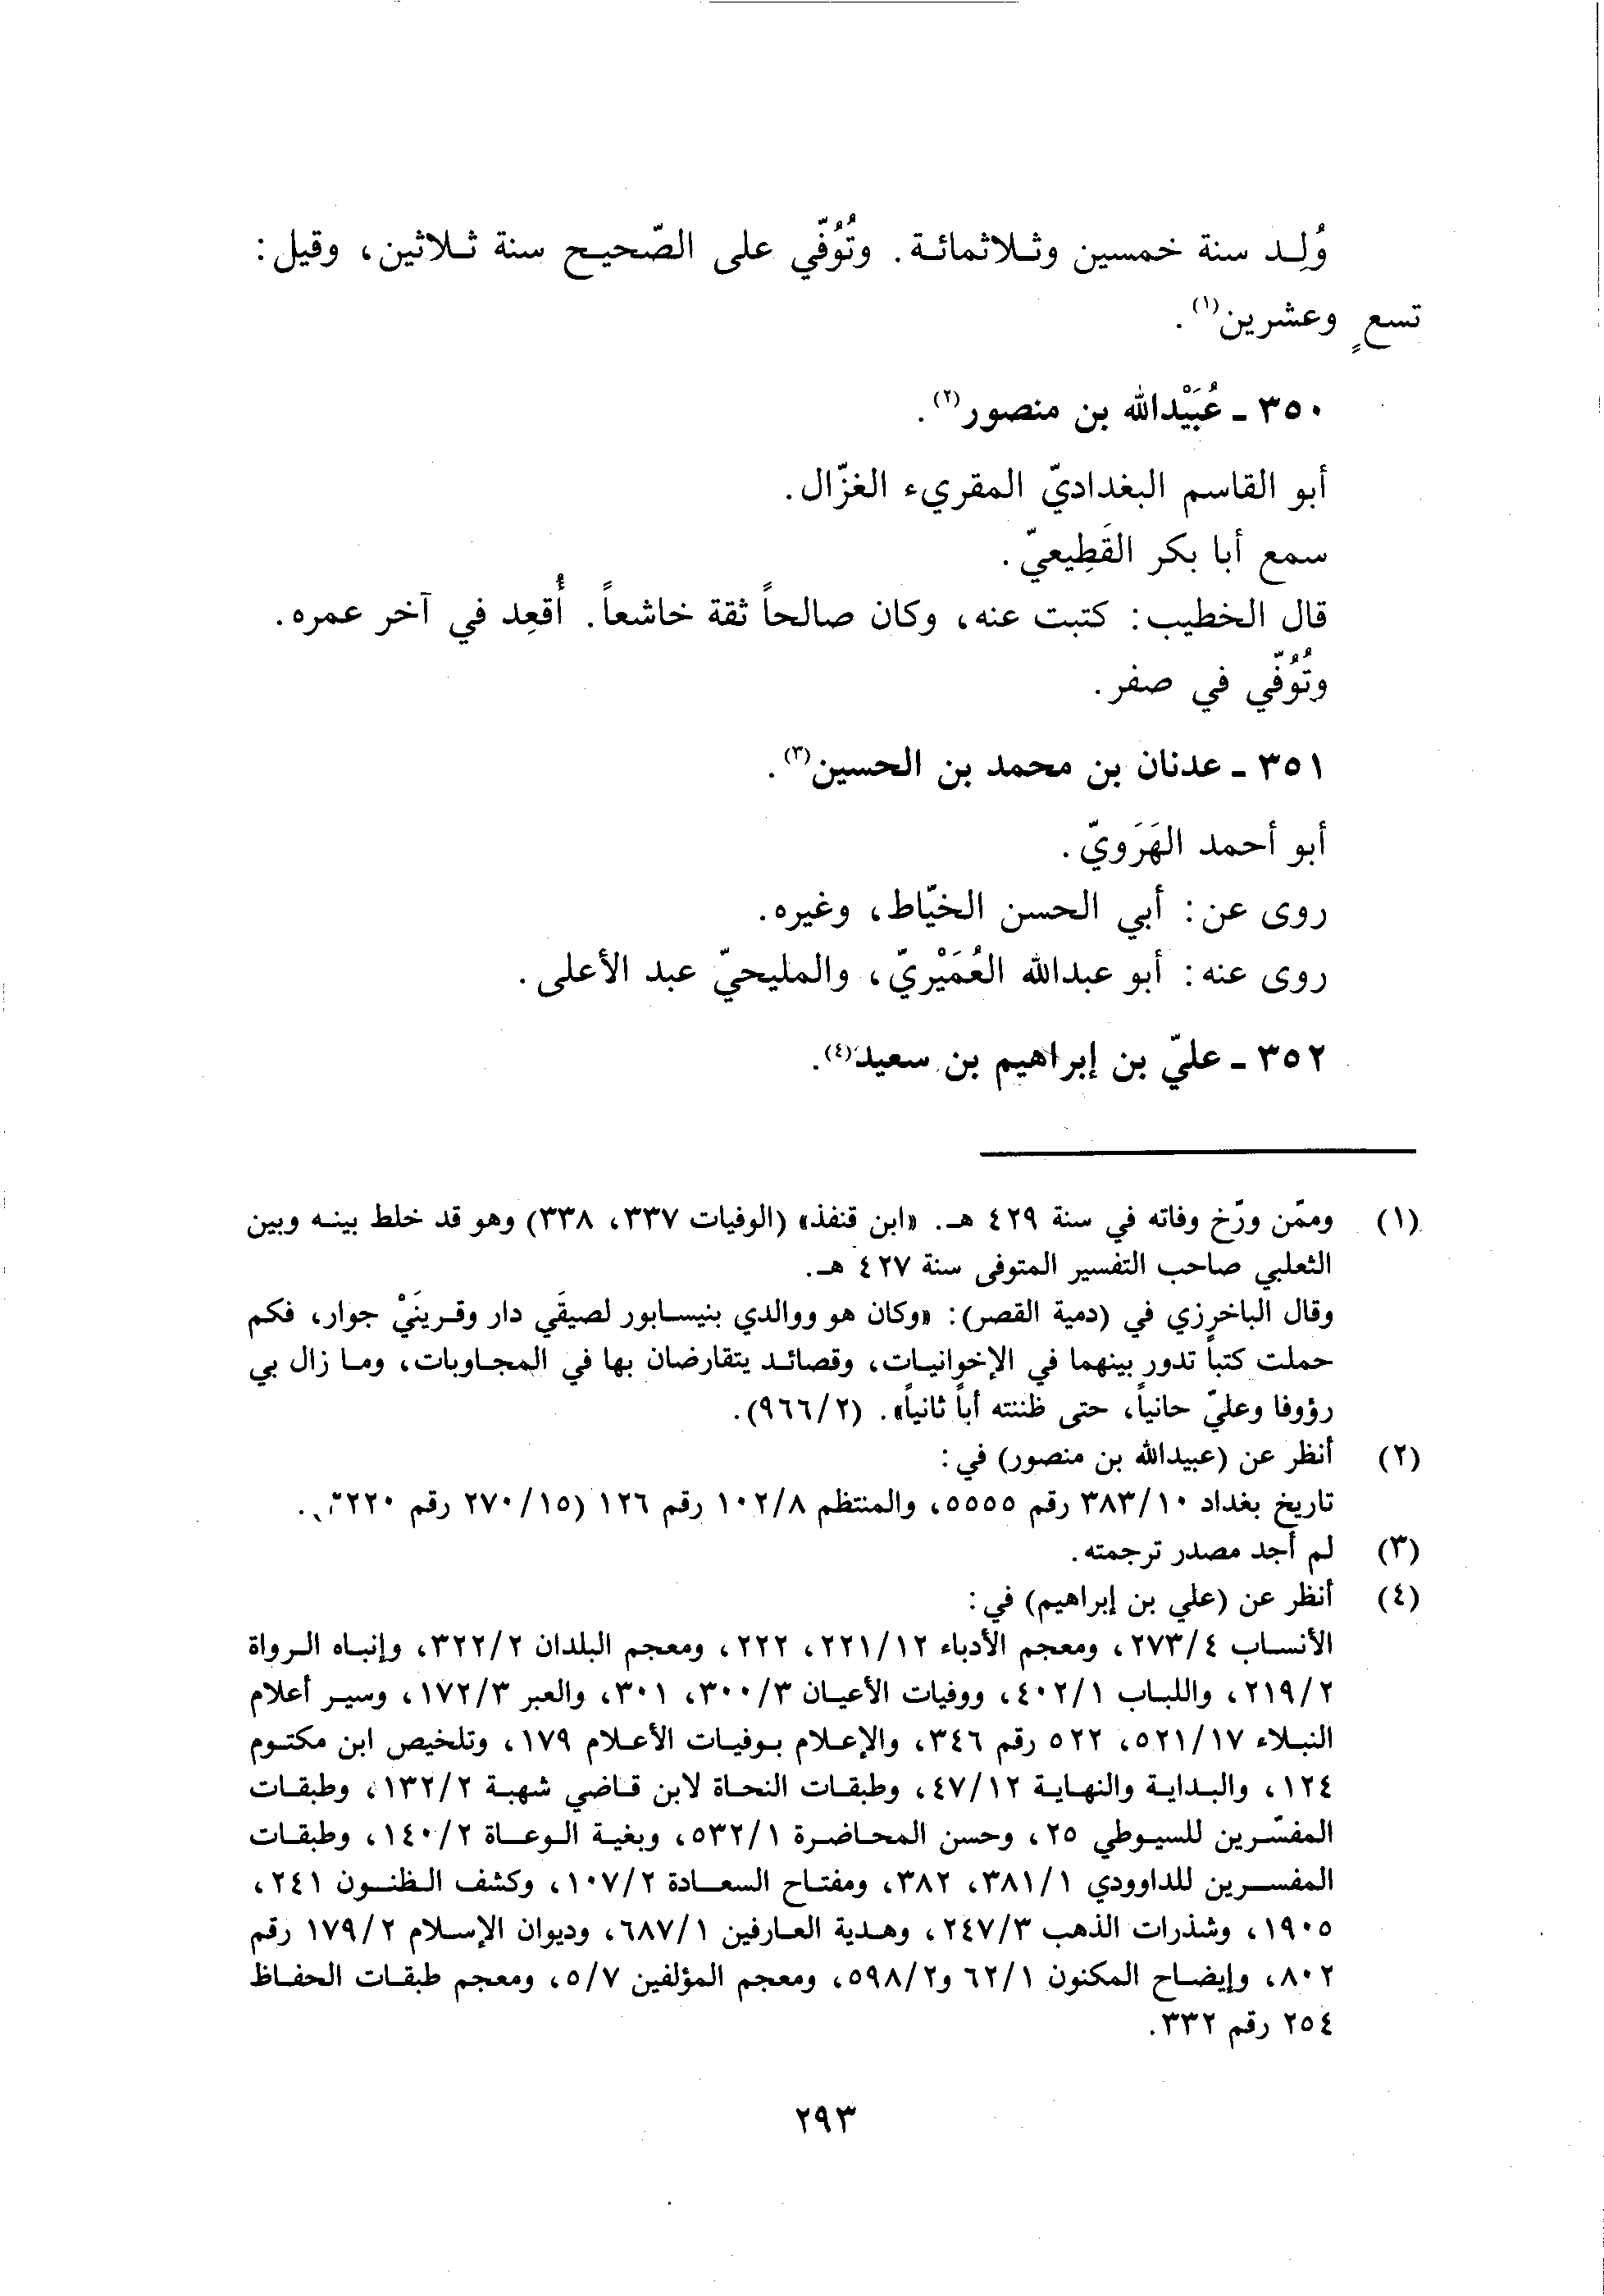 وُلِد سنة خمسين وثلاثمائة. وتُوُفّي على الصّحيح سنة ثلاثين، وقيل:
تسعٍ وعشرين(١).
٣٥٠ - عُبَيْدالله بن منصور(٢).
أبو القاسم البغداديّ المقريء الغزّال.
سمع أبا بكر القَطِيعيّ.
قال الخطيب: كتبت عنه، وكان صالحاً ثقة خاشعاً. أُقعِد في آخر عمره.
وتُوُفّي في صفر.
٣٥١ - عدنان بن محمد بن الحسين(٣).
أبو أحمد الهَرَويّ.
روى عن: أبي الحسن الخيّاط، وغيره.
روى عنه: أبو عبدالله العُمَيْريّ، والمليحيّ عبد الأعلى.
٣٥٢ - عليّ بن إبراهيم بن سعيد(٤).
(١) وممّن ورّخ وفاته في سنة ٤٢٩ هـ. «ابن قنفذ» (الوفيات ٣٣٧، ٣٣٨) وهو قد خلط بينه وبين
الثعلبي صاحب التفسير المتوفى سنة ٤٢٧ هـ.
وقال الباخرزي في (دمية القصر): «وكان هو ووالدي بنيسابور لصيقَي دار وقرينَيْ جوار، فكم
حملت كتباً تدور بينهما في الإخوانيات، وقصائد يتقارضان بها في المجاوبات، وما زال بي
رؤوفا وعليّ حانياً، حتى ظننته أباً ثانياً». (٩٦٦/٢).
(٢) أنظر عن (عبيدالله بن منصور) في:
تاريخ بغداد ٣٨٣/١٠ رقم ٥٥٥٥، والمنتظم ١٠٢/٨ رقم ١٢٦ (٢٧٠/١٥ رقم
(٣) لم أجد مصدر ترجمته.
(٤) أنظر عن (علي بن إبراهيم) في:
الأنساب ٢٧٣/٤، ومعجم الأدباء ٢٢١/١٢، ٢٢٢، ومعجم البلدان ٣٢٢/٢، وإنباه الرواة
٢١٩/٢، واللباب ٤٠٢/١، ووفيات الأعيان ٣٠٠/٣، ٣٠١، والعبر ١٧٢/٣، وسير أعلام
النبلاء ٥٢١/١٧، ٥٢٢ رقم ٣٤٦، والإعلام بوفيات الأعلام ١٧٩، وتلخيص ابن مكتوم
١٢٤، والبداية والنهاية ٤٧/١٢، وطبقات النحاة لابن قاضي شهبة ١٣٢/٢، وطبقات
المفسّرين للسيوطي ٢٥، وحسن المحاضرة ٥٣٢/١، وبغية الوعاة ١٤٠/٢، وطبقات
المفسرين للداوودي ٣٨١/١، ٣٨٢، ومفتاح السعادة ١٠٧/٢، وكشف الظنون ٢٤١،
١٩٠٥، وشذرات الذهب ٢٤٧/٣، وهدية العارفين ٦٨٧/١، وديوان الإسلام ١٧٩/٢ رقم
٨٠٢، وإيضاح المكنون ٦٢/١ و٥٩٨/٢، ومعجم المؤلفين ٥/٧، ومعجم طبقات الحفاظ
٢٥٤ رقم ٣٣٢.
٢٩٣